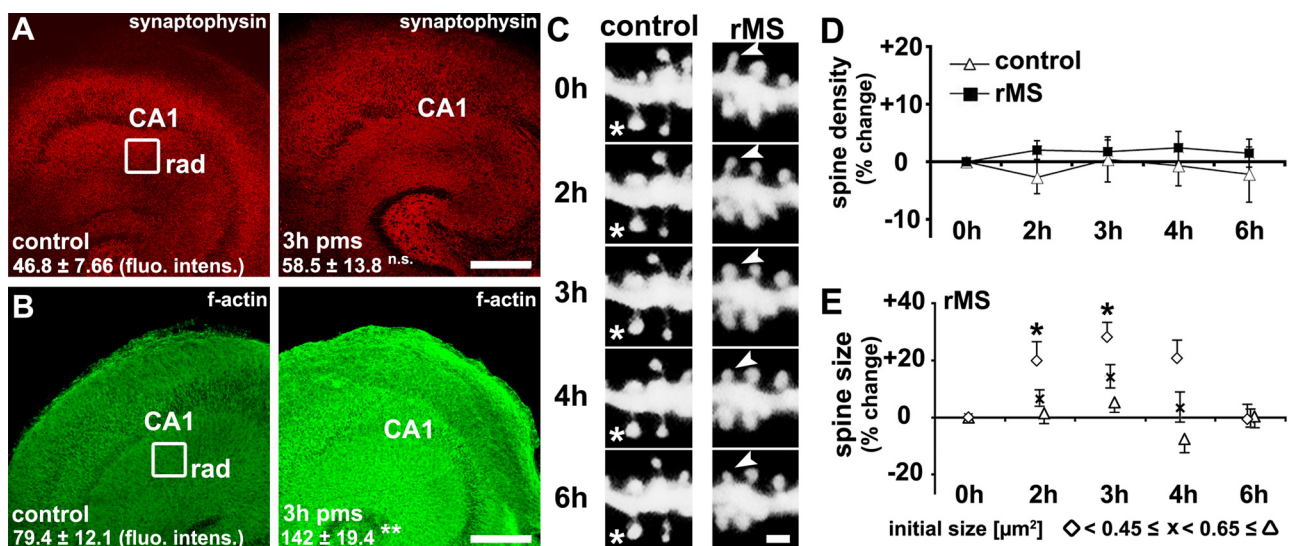 A
synaptophysin
CA1
rad
control
46.8 ± 7.66 (fluo. intens.)
synaptophysin
CA1
3h pms
58.5 ± 13.8 n.s.
B
CA1
rad
control
79.4 ± 12.1 (fluo. intens.)
f-actin
CA1
3h pms
142 ± 19.4 **
C
control rMS
0h
*
2h
*
3h
*
4h
*
6h
*
D
spine density
(% change)
+20
+10
0
-10
control
rMS
0h 2h 3h 4h 6h
E
rMS
spine size
(% change)
+40
+20
0
-20
* *
0h 2h 3h 4h 6h
initial size [µm²] ◇ < 0.45 ≤ x < 0.65 ≤ △